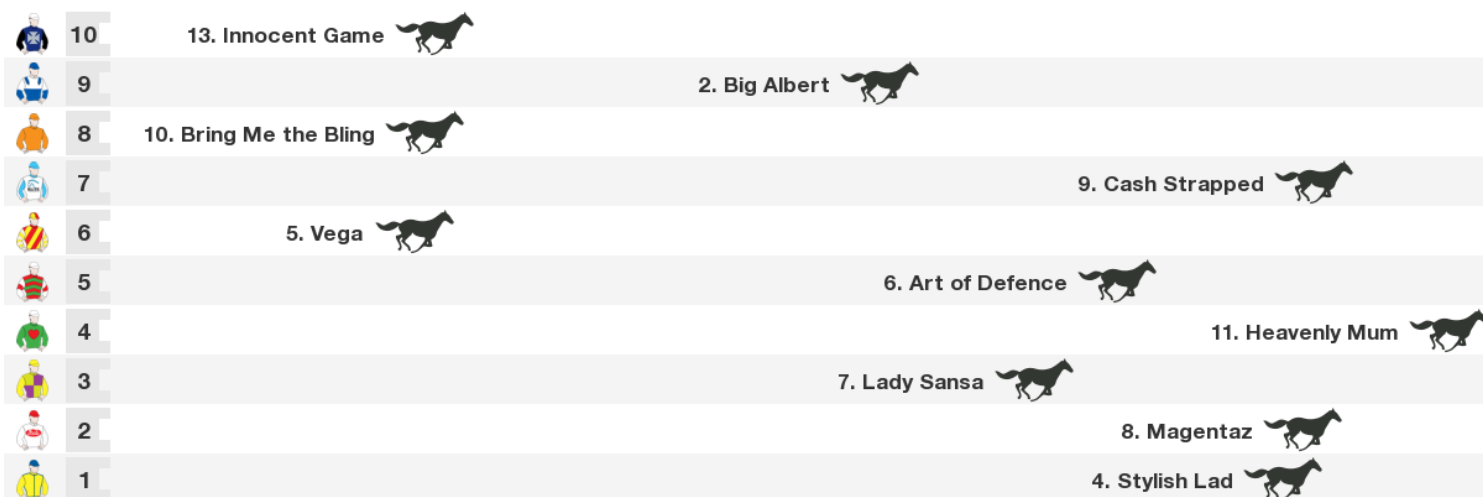 10 13. Innocent Game
9 2. Big Albert
8 10. Bring Me the Bling
7 9. Cash Strapped
6 5. Vega
5 6. Art of Defence
4 11. Heavenly Mum
3 7. Lady Sansa
2 8. Magentaz
1 4. Stylish Lad